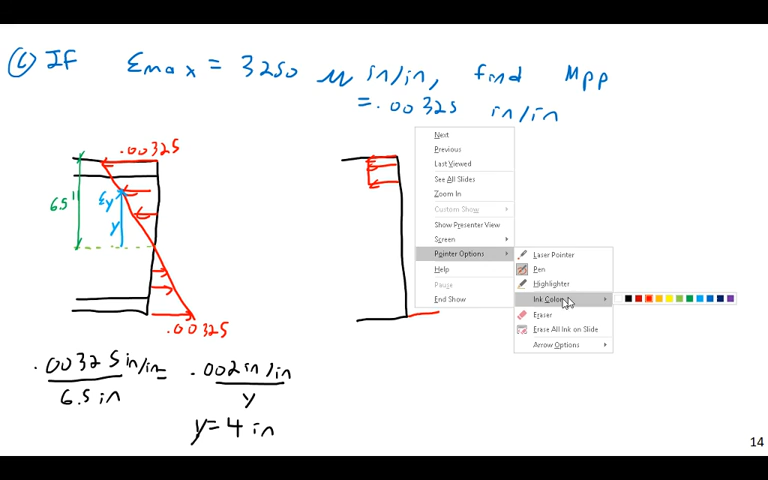 (c) IF εmax = 3250 μ in/in, find Mpp
= .00325 in/in
.00325
6.5"
εy
y
.00325
.00325 in/in / 6.5 in = .002 in/in / y
y = 4 in
Next
Previous
Last Viewed
See All Slides
Zoom In
Custom Show
Show Presenter View
Screen
Pointer Options
Help
Pause
End Show
Laser Pointer
Pen
Highlighter
Ink Color
Eraser
Erase All Ink on Slide
Arrow Options
14